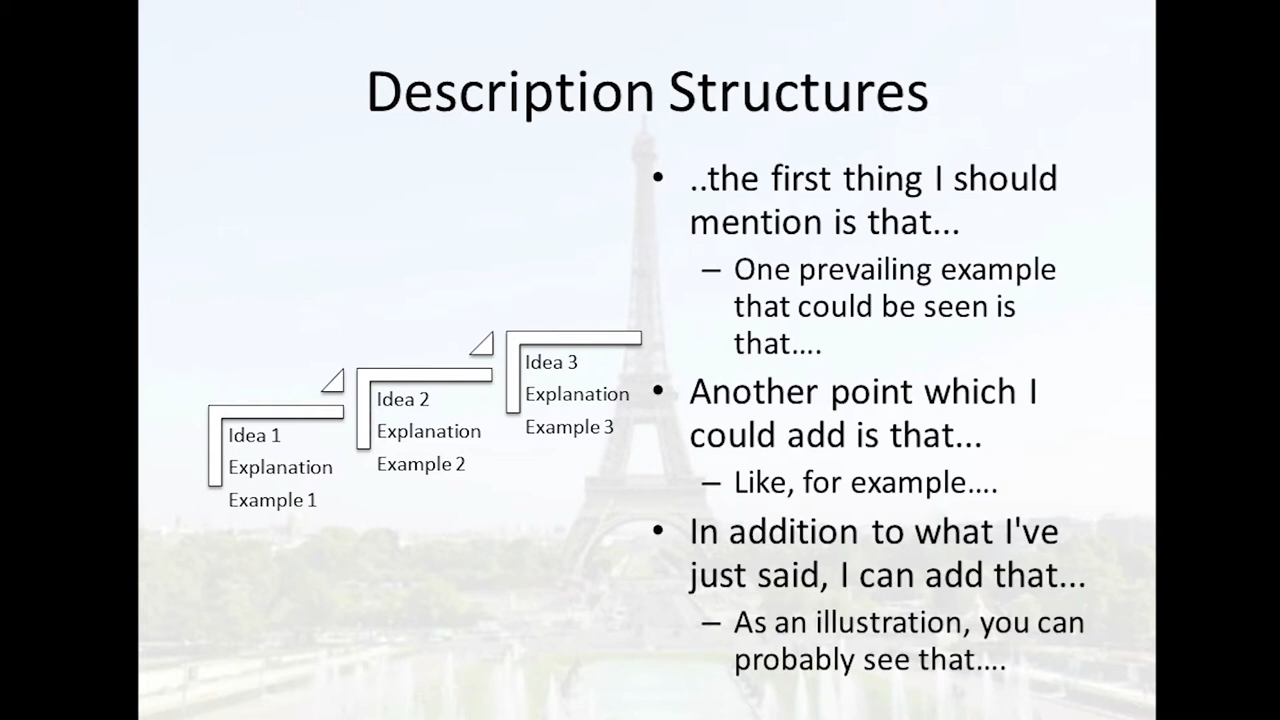 Description Structures
Idea 1
Explanation
Example 1
Idea 2
Explanation
Example 2
Idea 3
Explanation
Example 3
• ..the first thing I should
mention is that...
– One prevailing example
that could be seen is
that....
• Another point which I
could add is that...
– Like, for example....
• In addition to what I've
just said, I can add that...
– As an illustration, you can
probably see that....